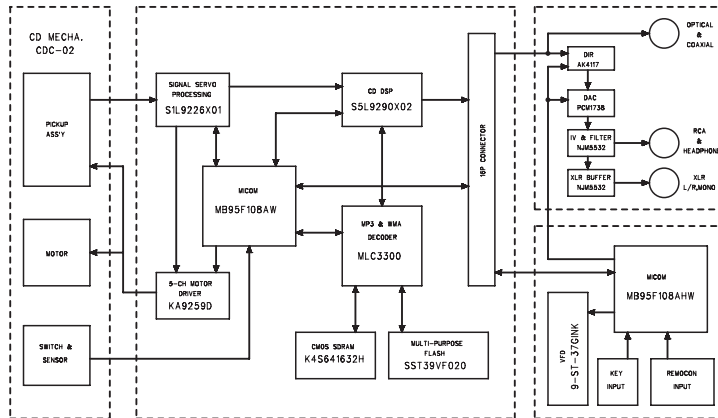 CD MECHA.
CDC-02
PICKUP
ASS'Y
MOTOR
SWITCH &
SENSOR
SIGNAL SERVO
PROCESSING
S1L9226X01
CD DSP
S5L9290X02
MICOM
MB95F108AW
MP3 & WMA
DECODER
MLC3300
5-CH MOTOR
DRIVER
KA9259D
CMOS SDRAM
K4S641632H
MULTI-PURPOSE
FLASH
SST39VF020
16P CONNECTOR
OPTICAL
&
COAXIAL
DIR
AK4117
DAC
PCM1738
IV & FILTER
NJM5532
RCA
&
HEADPHONE
XLR BUFFER
NJM5532
XLR
L/R,MONO
MICOM
MB95F108AHW
VFD
9-ST-37GINK
KEY
INPUT
REMOCON
INPUT